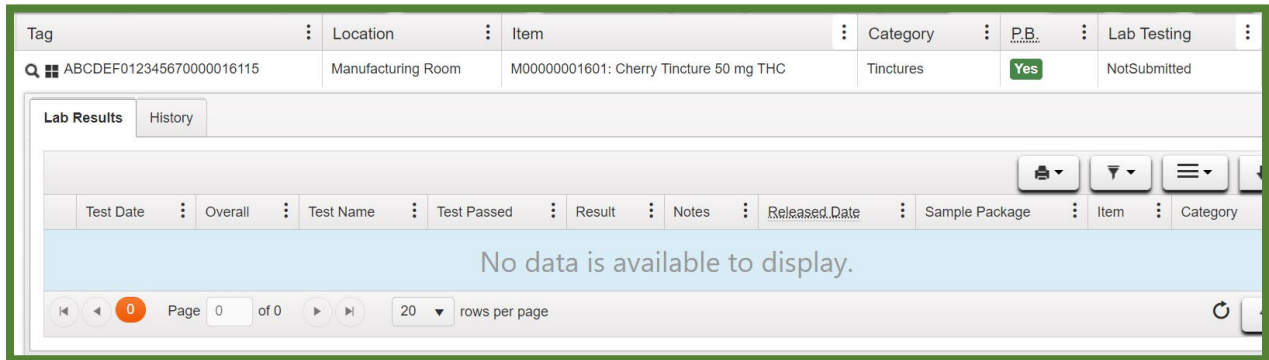 Tag Location Item Category P.B. Lab Testing
ABCDEF012345670000016115 Manufacturing Room M00000001601: Cherry Tincture 50 mg THC Tinctures Yes NotSubmitted
Lab Results History
Test Date Overall Test Name Test Passed Result Notes Released Date Sample Package Item Category
No data is available to display.
0 Page 0 of 0 20 rows per page